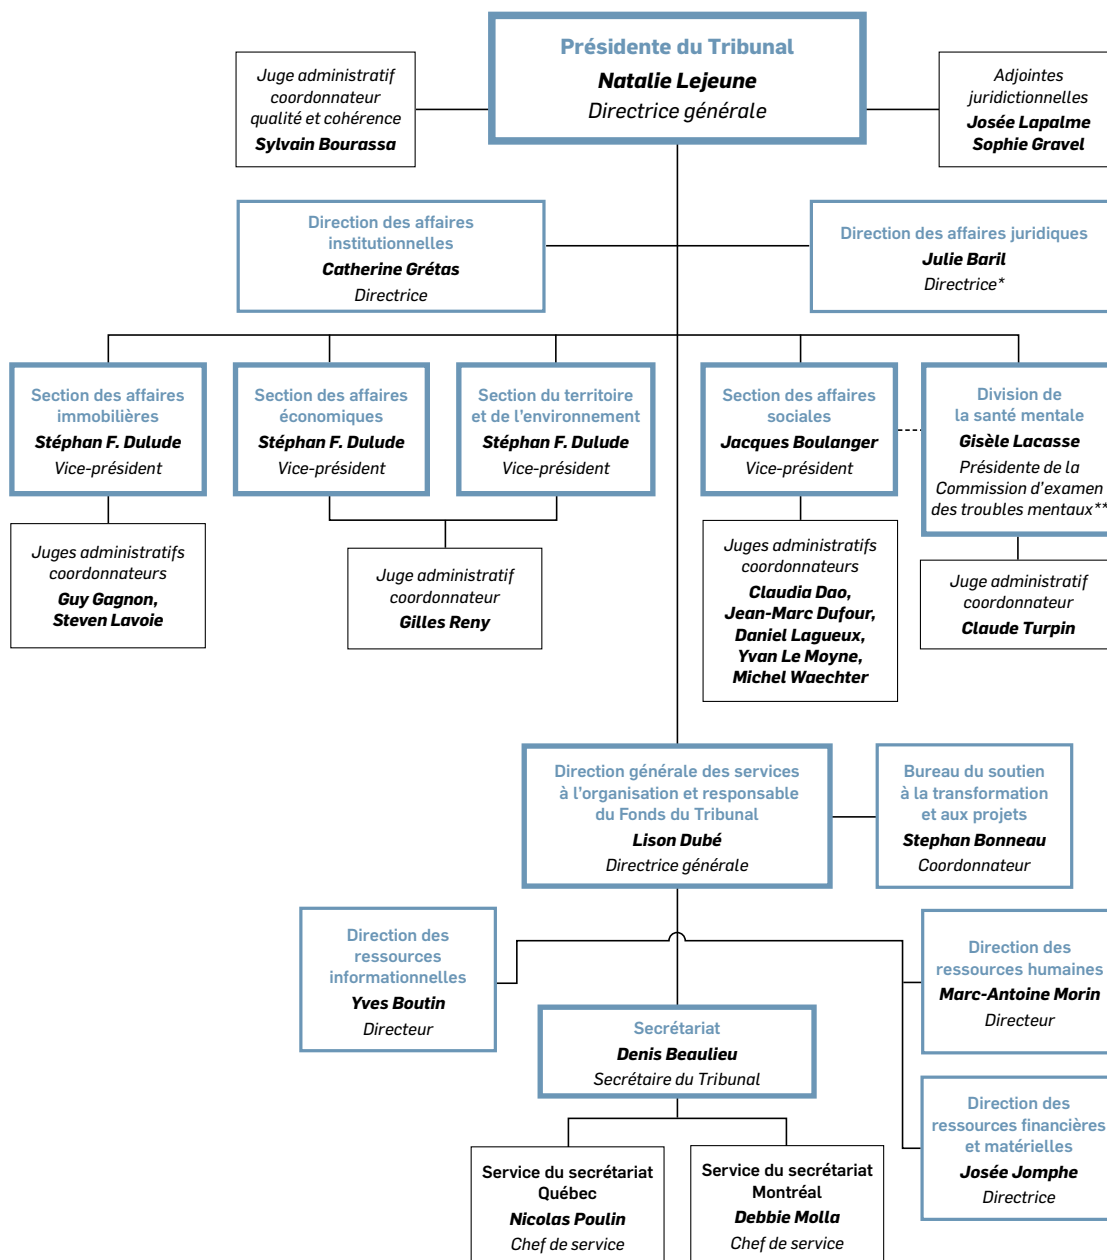 Présidente du Tribunal
Natalie Lejeune
Directrice générale
Juge administratif
coordonnateur
qualité et cohérence
Sylvain Bourassa
Adjointes
juridictionnelles
Josée Lapalme
Sophie Gravel
Direction des affaires
institutionnelles
Catherine Grétas
Directrice
Direction des affaires juridiques
Julie Baril
Directrice*
Section des affaires
immobilières
Stéphan F. Dulude
Vice-président
Section des affaires
économiques
Stéphan F. Dulude
Vice-président
Section du territoire
et de l'environnement
Stéphan F. Dulude
Vice-président
Section des affaires
sociales
Jacques Boulanger
Vice-président
Division de
la santé mentale
Gisèle Lacasse
Présidente de la
Commission d'examen
des troubles mentaux**
Juges administratifs
coordonnateurs
Guy Gagnon,
Steven Lavoie
Juge administratif
coordonnateur
Gilles Reny
Juges administratifs
coordonnateurs
Claudia Dao,
Jean-Marc Dufour,
Daniel Lagueux,
Yvan Le Moyne,
Michel Waechter
Juge administratif
coordonnateur
Claude Turpin
Direction générale des services
à l'organisation et responsable
du Fonds du Tribunal
Lison Dubé
Directrice générale
Bureau du soutien
à la transformation
et aux projets
Stephan Bonneau
Coordonnateur
Direction des
ressources
informationnelles
Yves Boutin
Directeur
Direction des
ressources humaines
Marc-Antoine Morin
Directeur
Secrétariat
Denis Beaulieu
Secrétaire du Tribunal
Direction des
ressources financières
et matérielles
Josée Jomphe
Directrice
Service du secrétariat
Québec
Nicolas Poulin
Chef de service
Service du secrétariat
Montréal
Debbie Molla
Chef de service